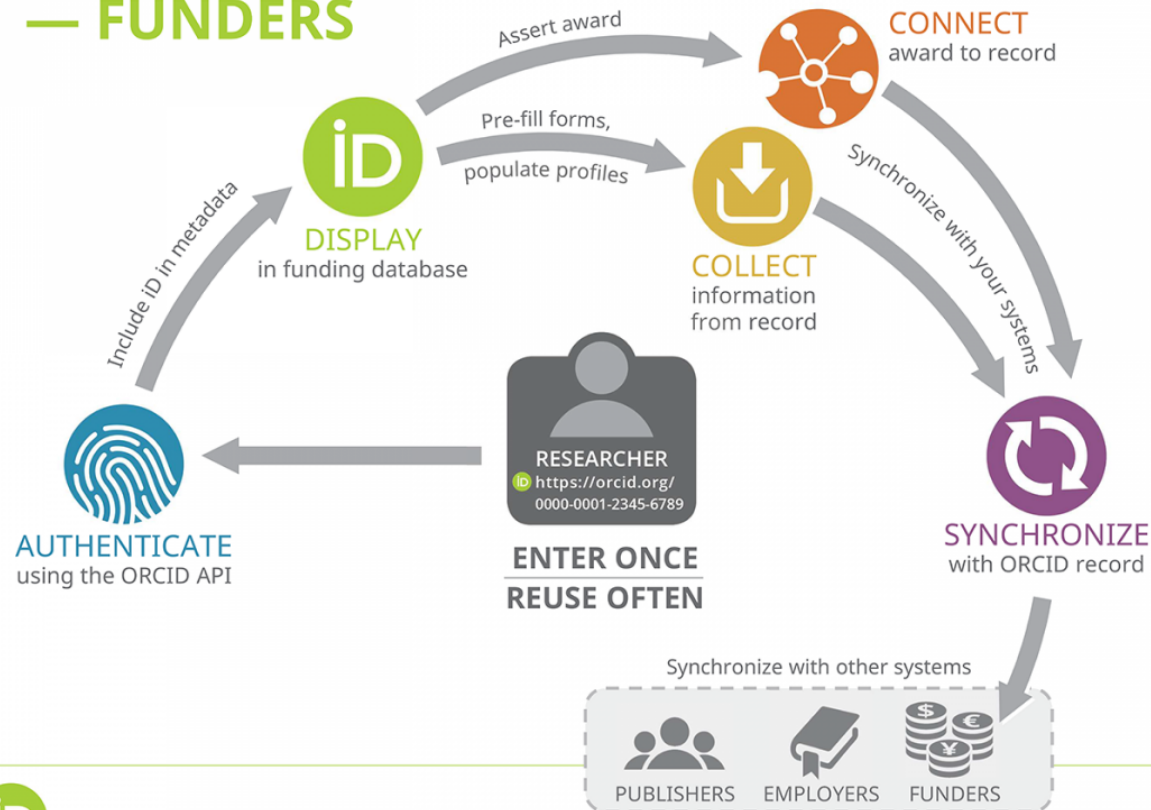 — FUNDERS
Assert award
CONNECT
award to record
Pre-fill forms,
populate profiles
iD
DISPLAY
in funding database
Include iD in metadata
COLLECT
information
from record
Synchronize with your systems
RESEARCHER
iD https://orcid.org/
0000-0001-2345-6789
AUTHENTICATE
using the ORCID API
ENTER ONCE
REUSE OFTEN
SYNCHRONIZE
with ORCID record
Synchronize with other systems
$ € ¥
PUBLISHERS EMPLOYERS FUNDERS
iD